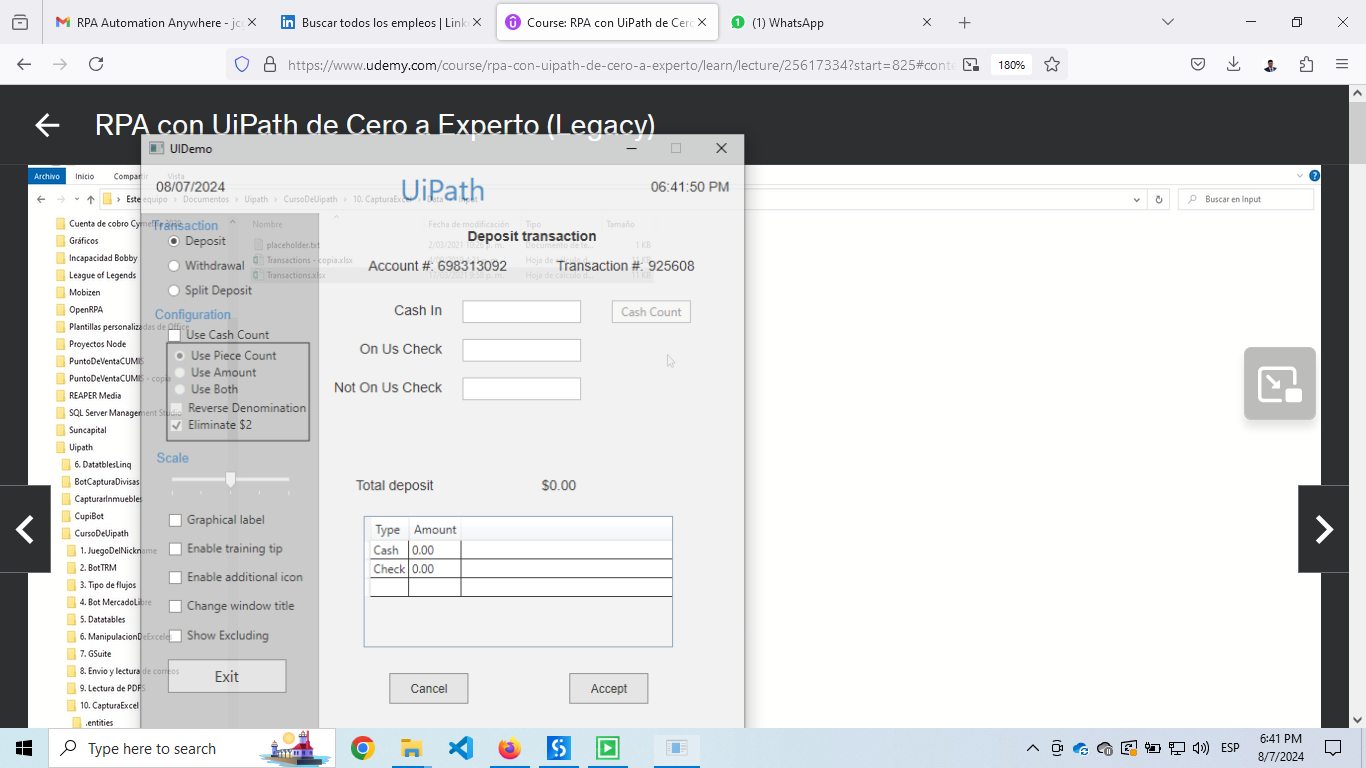 RPA Automation Anywhere - jc
Buscar todos los empleos | Link
Course: RPA con UiPath de Cero
(1) WhatsApp
https://www.udemy.com/course/rpa-con-uipath-de-cero-a-experto/learn/lecture/25617334?start=825#conte
180%
RPA con UiPath de Cero a Experto (Legacy)
UIDemo
Archivo Inicio Compartir Vista
08/07/2024 UiPath 06:41:50 PM
Este equipo > Documentos > Uipath > CursoDeUipath > 10. CapturaExcel > Data > Input
Buscar en Input
Cuenta de cobro
Nombre Fecha de modificación Tipo Tamaño
Transaction
Deposit
Withdrawal
Split Deposit
Deposit transaction
placeholder.txt 1 KB
Account #: 698313092 Transaction #: 925608
Transactions - copia.xlsx
Transactions.xlsx
Gráficos
Incapacidad Bobby
League of Legends
Mobizen
OpenRPA
Plantillas personalizadas de Office
Proyectos Node
PuntoDeVentaCUMIS
PuntoDeVentaCUMIS - copia
REAPER Media
SQL Server Management Studio
Suncapital
Uipath
6. DatatblesLinq
BotCapturaDivisas
CapturarInmuebles
CupiBot
CursoDeUipath
1. JuegoDelNickname
2. BotTRM
3. Tipo de flujos
4. Bot MercadoLibre
5. Datatables
6. ManipulacionDeExceles
7. GSuite
8. Envio y lectura de correos
9. Lectura de PDFS
10. CapturaExcel
.entities
Configuration
Use Cash Count
Use Piece Count
Use Amount
Use Both
Reverse Denomination
Eliminate $2
Scale
Graphical label
Enable training tip
Enable additional icon
Change window title
Show Excluding
Exit
Cash In Cash Count
On Us Check
Not On Us Check
Total deposit $0.00
Type Amount
Cash 0.00
Check 0.00
Cancel Accept
Type here to search
ESP
6:41 PM
8/7/2024